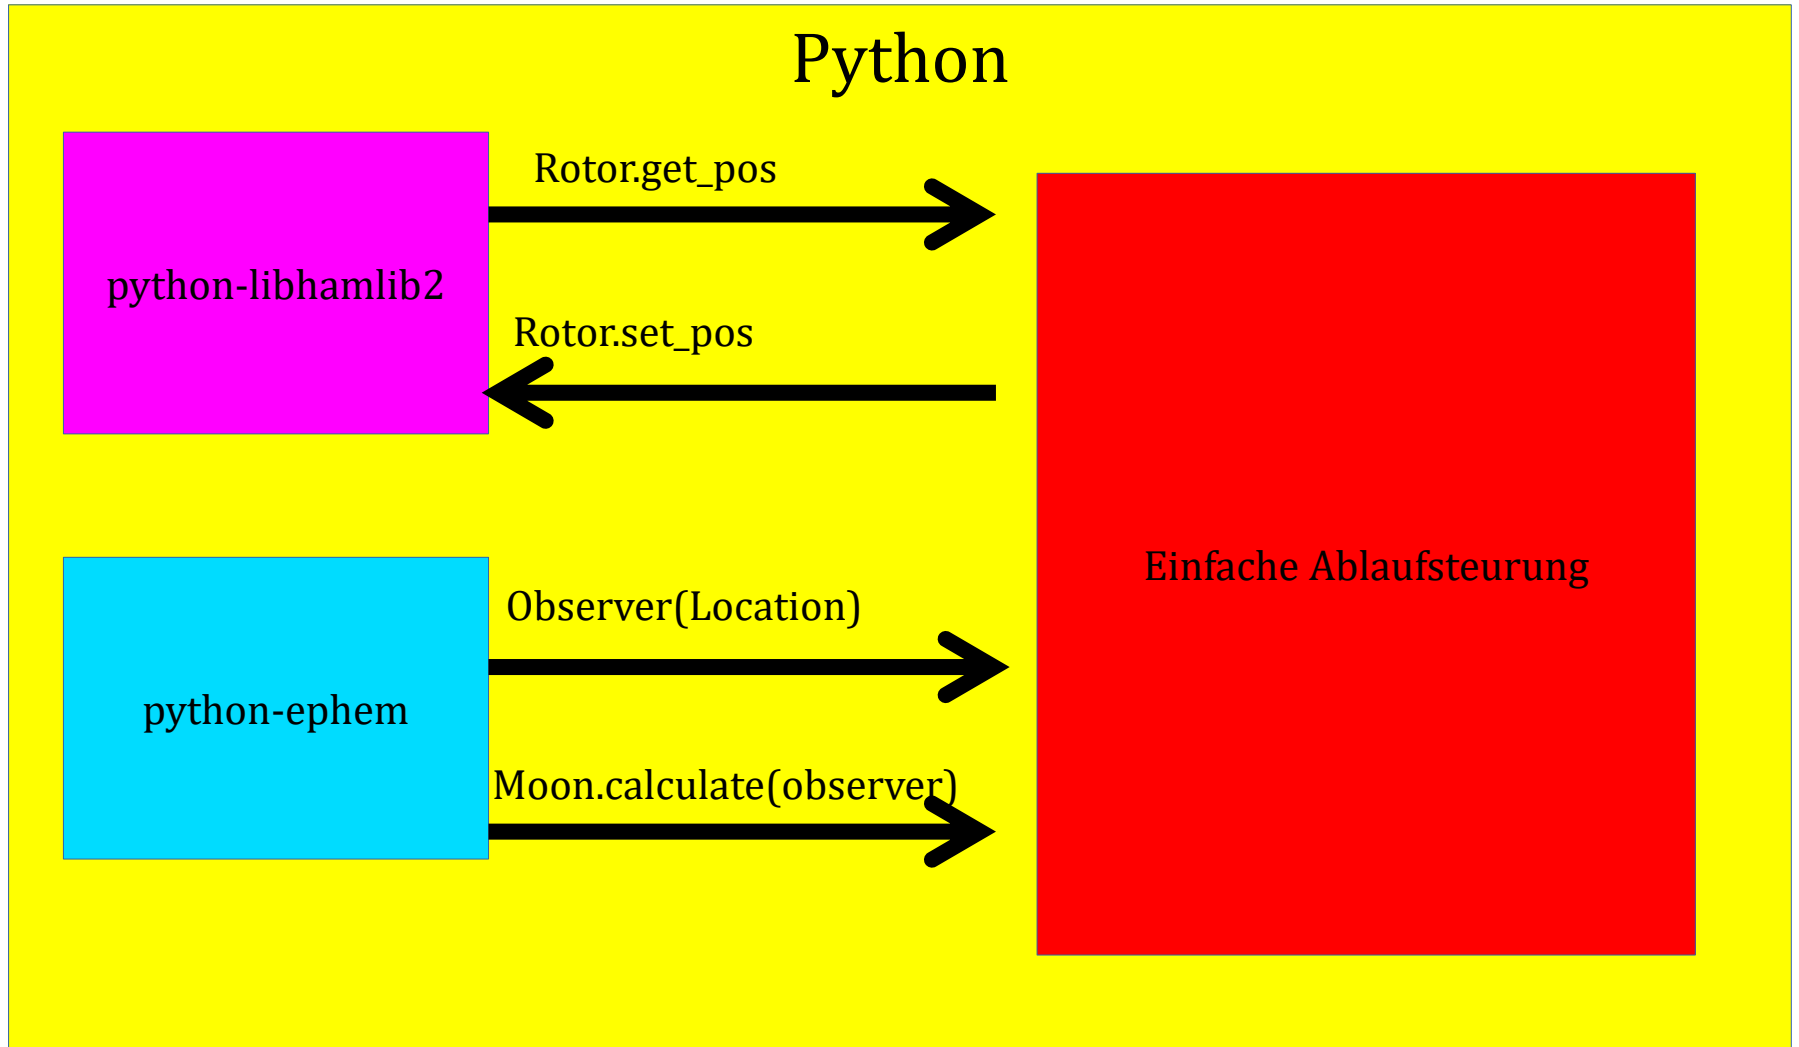 Python
Rotor.get_pos
python-libhamlib2
Rotor.set_pos
Einfache Ablaufsteurung
Observer(Location)
python-ephem
Moon.calculate(observer)